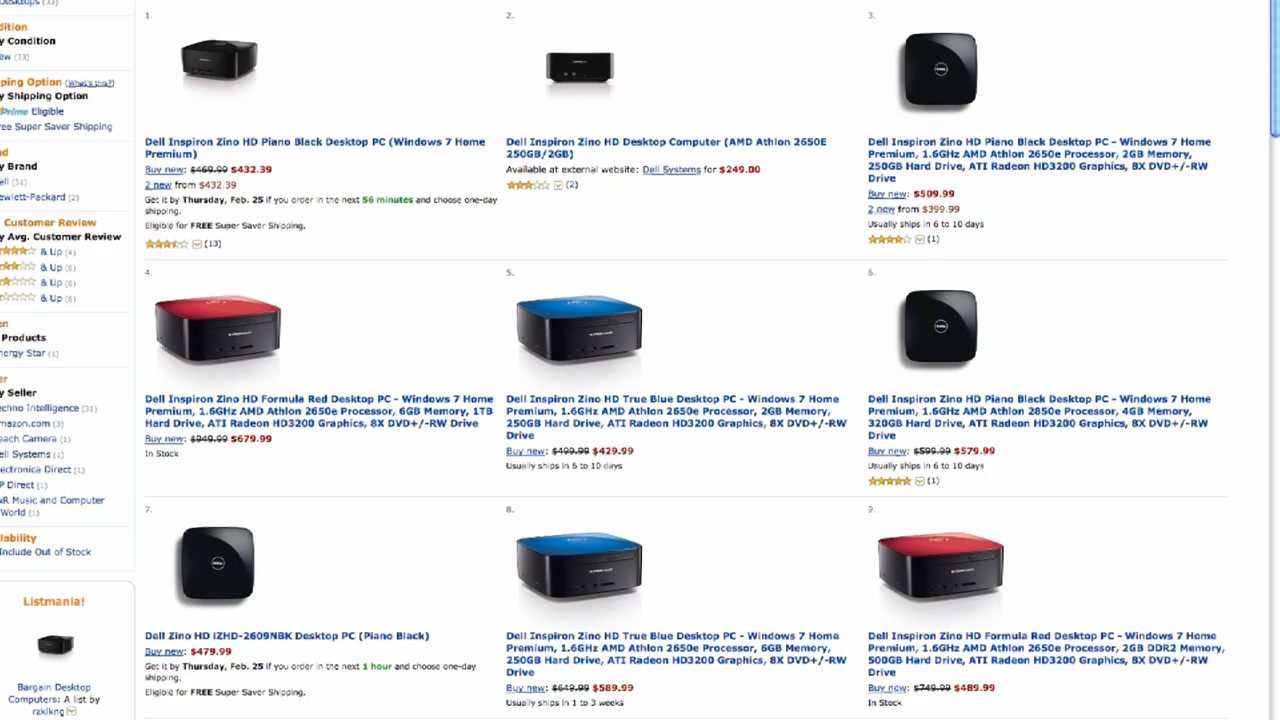 Desktops (33)
dition
y Condition
ew (33)
ping Option (What's this?)
y Shipping Option
Prime Eligible
ree Super Saver Shipping
nd
y Brand
ell (31)
ewlett-Packard (2)
Customer Review
y Avg. Customer Review
& Up (4)
& Up (6)
& Up (6)
& Up (6)
en
Products
nergy Star (1)
er
y Seller
echno Intelligence (31)
mazon.com (3)
each Camera (1)
ell Systems (1)
ectronica Direct (1)
P Direct (1)
&R Music and Computer
World (1)
ilability
Include Out of Stock
Listmania!
Bargain Desktop
Computers: A list by
rzklkng
1.
Dell Inspiron Zino HD Piano Black Desktop PC (Windows 7 Home
Premium)
Buy new: $469.99 $432.39
2 new from $432.39
Get it by Thursday, Feb. 25 if you order in the next 56 minutes and choose one-day
shipping.
Eligible for FREE Super Saver Shipping.
(13)
2.
Dell Inspiron Zino HD Desktop Computer (AMD Athlon 2650E
250GB/2GB)
Available at external website: Dell Systems for $249.00
(2)
3.
DELL
Dell Inspiron Zino HD Piano Black Desktop PC - Windows 7 Home
Premium, 1.6GHz AMD Athlon 2650e Processor, 2GB Memory,
250GB Hard Drive, ATI Radeon HD3200 Graphics, 8X DVD+/-RW
Drive
Buy new: $509.99
2 new from $399.99
Usually ships in 6 to 10 days
(1)
4.
Dell Inspiron Zino HD Formula Red Desktop PC - Windows 7 Home
Premium, 1.6GHz AMD Athlon 2650e Processor, 6GB Memory, 1TB
Hard Drive, ATI Radeon HD3200 Graphics, 8X DVD+/-RW Drive
Buy new: $949.99 $679.99
In Stock
5.
Dell Inspiron Zino HD True Blue Desktop PC - Windows 7 Home
Premium, 1.6GHz AMD Athlon 2650e Processor, 2GB Memory,
250GB Hard Drive, ATI Radeon HD3200 Graphics, 8X DVD+/-RW
Drive
Buy new: $499.99 $429.99
Usually ships in 6 to 10 days
6.
DELL
Dell Inspiron Zino HD Piano Black Desktop PC - Windows 7 Home
Premium, 1.6GHz AMD Athlon 2850e Processor, 4GB Memory,
320GB Hard Drive, ATI Radeon HD3200 Graphics, 8X DVD+/-RW
Drive
Buy new: $599.99 $579.99
Usually ships in 6 to 10 days
(1)
7.
DELL
Dell Zino HD iZHD-2609NBK Desktop PC (Piano Black)
Buy new: $479.99
Get it by Thursday, Feb. 25 if you order in the next 1 hour and choose one-day
shipping.
Eligible for FREE Super Saver Shipping.
8.
Dell Inspiron Zino HD True Blue Desktop PC - Windows 7 Home
Premium, 1.6GHz AMD Athlon 2650e Processor, 6GB Memory,
250GB Hard Drive, ATI Radeon HD3200 Graphics, 8X DVD+/-RW
Drive
Buy new: $649.99 $589.99
Usually ships in 1 to 3 weeks
9.
Dell Inspiron Zino HD Formula Red Desktop PC - Windows 7 Home
Premium, 1.6GHz AMD Athlon 2650e Processor, 2GB DDR2 Memory,
500GB Hard Drive, ATI Radeon HD3200 Graphics, 8X DVD+/-RW
Drive
Buy new: $749.99 $489.99
In Stock